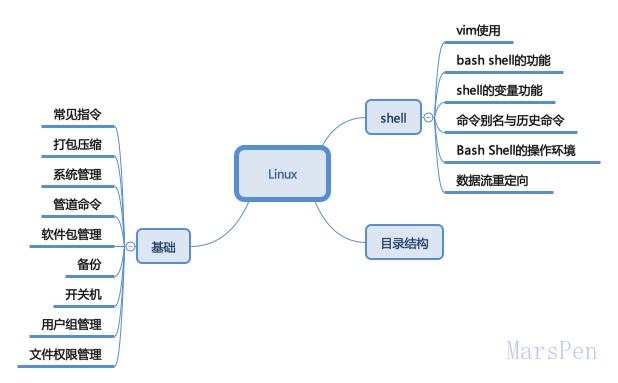 Linux
shell
vim使用
bash shell的功能
shell的变量功能
命令别名与历史命令
Bash Shell的操作环境
数据流重定向
目录结构
基础
常见指令
打包压缩
系统管理
管道命令
软件包管理
备份
开关机
用户组管理
文件权限管理
MarsPen